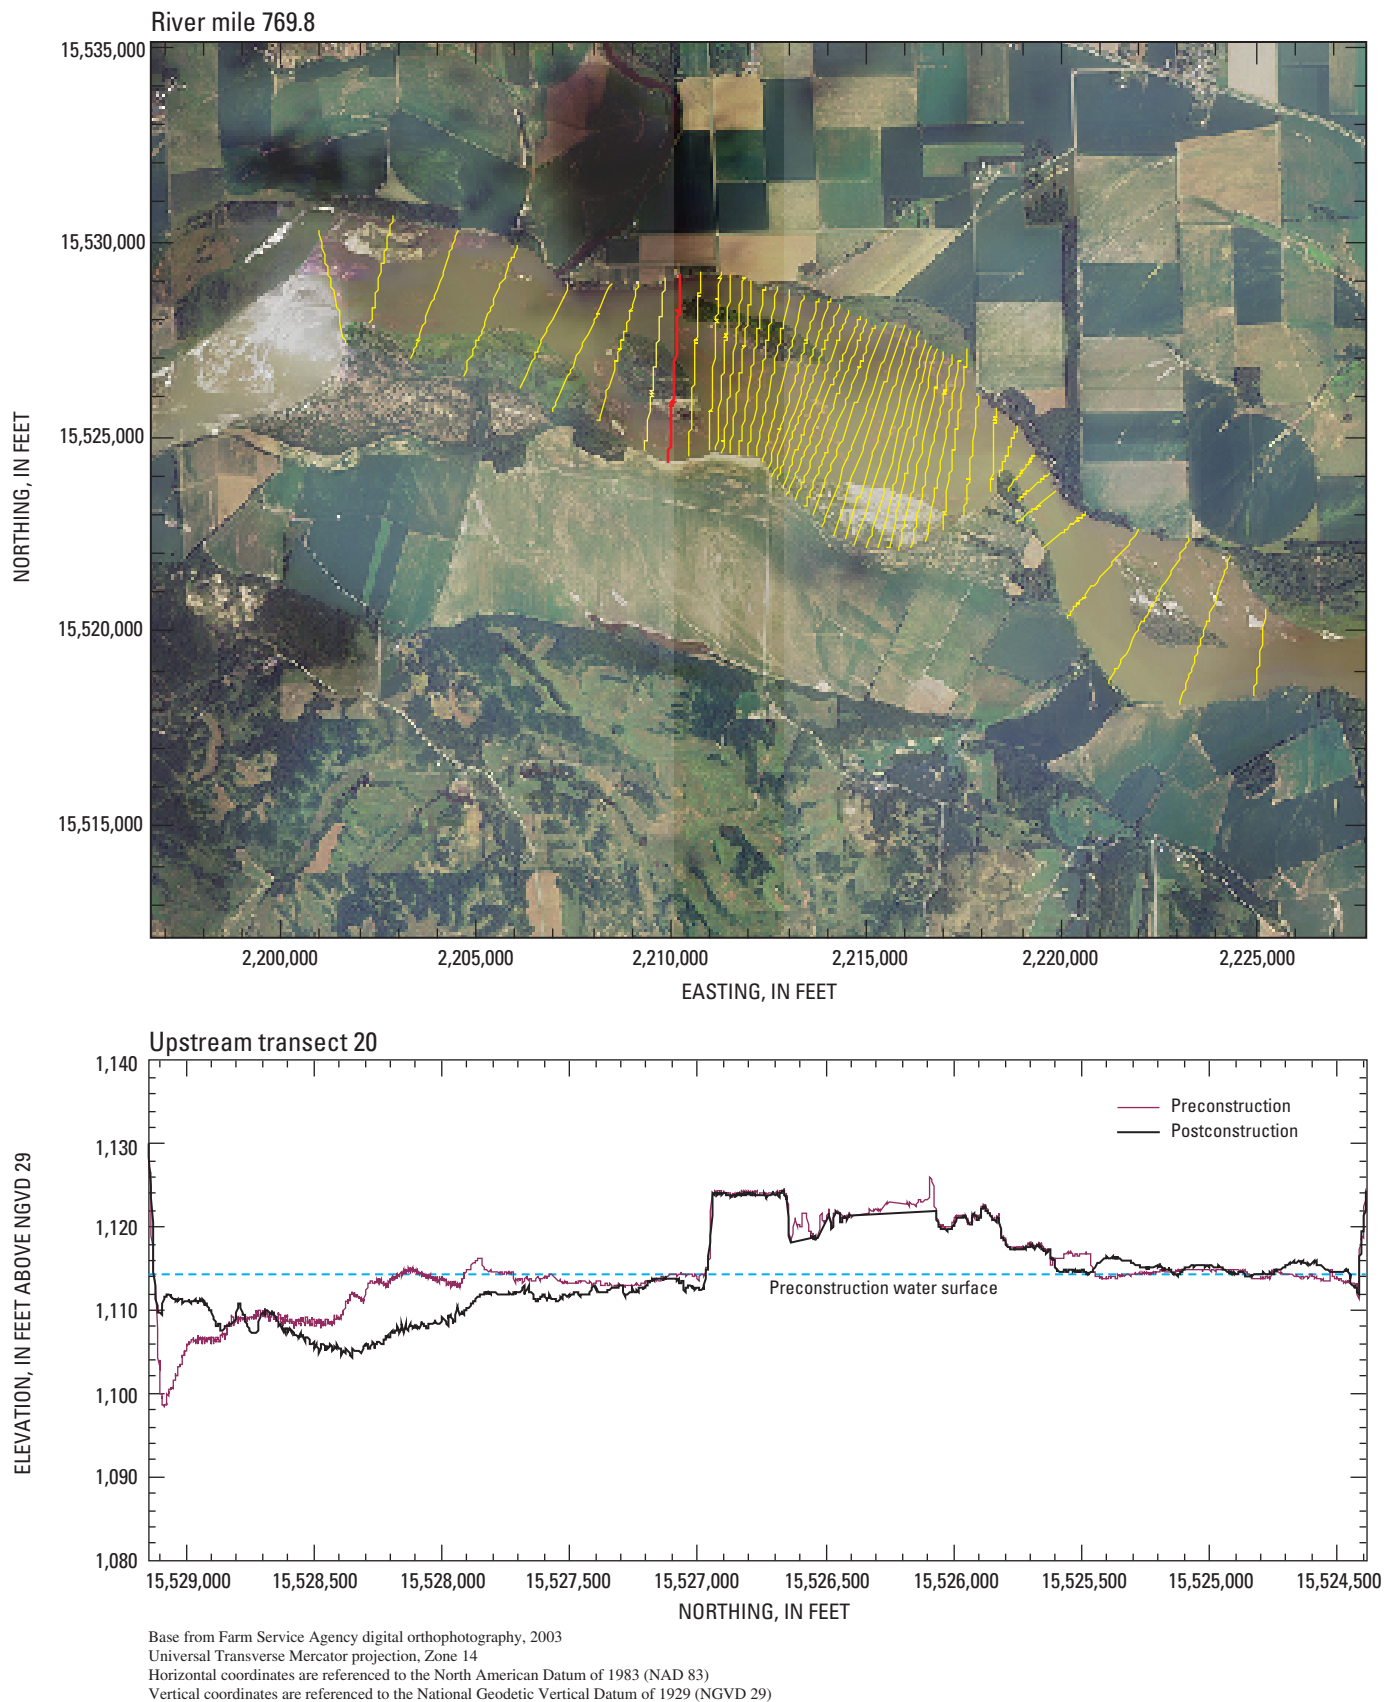 River mile 769.8
15,535,000
15,530,000
15,525,000
15,520,000
15,515,000
NORTHING, IN FEET
2,200,000 2,205,000 2,210,000 2,215,000 2,220,000 2,225,000
EASTING, IN FEET
Upstream transect 20
1,140
1,130
1,120
1,110
1,100
1,090
1,080
ELEVATION, IN FEET ABOVE NGVD 29
Preconstruction
Postconstruction
Preconstruction water surface
15,529,000 15,528,500 15,528,000 15,527,500 15,527,000 15,526,500 15,526,000 15,525,500 15,525,000 15,524,500
NORTHING, IN FEET
Base from Farm Service Agency digital orthophotography, 2003
Universal Transverse Mercator projection, Zone 14
Horizontal coordinates are referenced to the North American Datum of 1983 (NAD 83)
Vertical coordinates are referenced to the National Geodetic Vertical Datum of 1929 (NGVD 29)